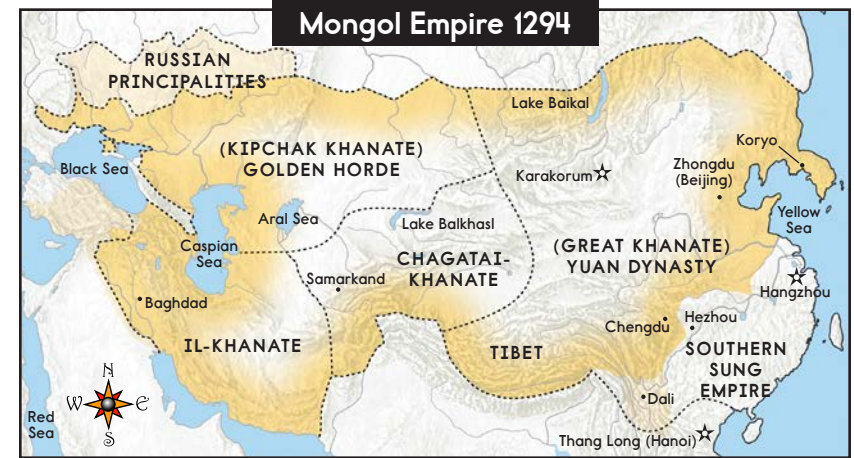 Mongol Empire 1294
RUSSIAN
PRINCIPALITIES
Lake Baikal
(KIPCHAK KHANATE)
GOLDEN HORDE
Koryo
Black Sea
Karakorum
Zhongdu
(Beijing)
Aral Sea
Lake Balkhasl
Yellow
Sea
Caspian
Sea
CHAGATAI-
KHANATE
(GREAT KHANATE)
YUAN DYNASTY
Samarkand
Hangzhou
Baghdad
Chengdu
Hezhou
IL-KHANATE
TIBET
SOUTHERN
SUNG
EMPIRE
N
W
E
S
Dali
Red
Sea
Thang Long (Hanoi)